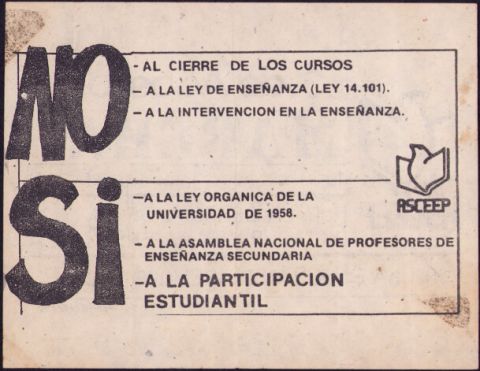 NO
- AL CIERRE DE LOS CURSOS
- A LA LEY DE ENSEÑANZA (LEY 14.101).
- A LA INTERVENCION EN LA ENSEÑANZA.
ASCEEP
Si
- A LA LEY ORGANICA DE LA
UNIVERSIDAD DE 1958.
- A LA ASAMBLEA NACIONAL DE PROFESORES DE
ENSEÑANZA SECUNDARIA
- A LA PARTICIPACION
ESTUDIANTIL